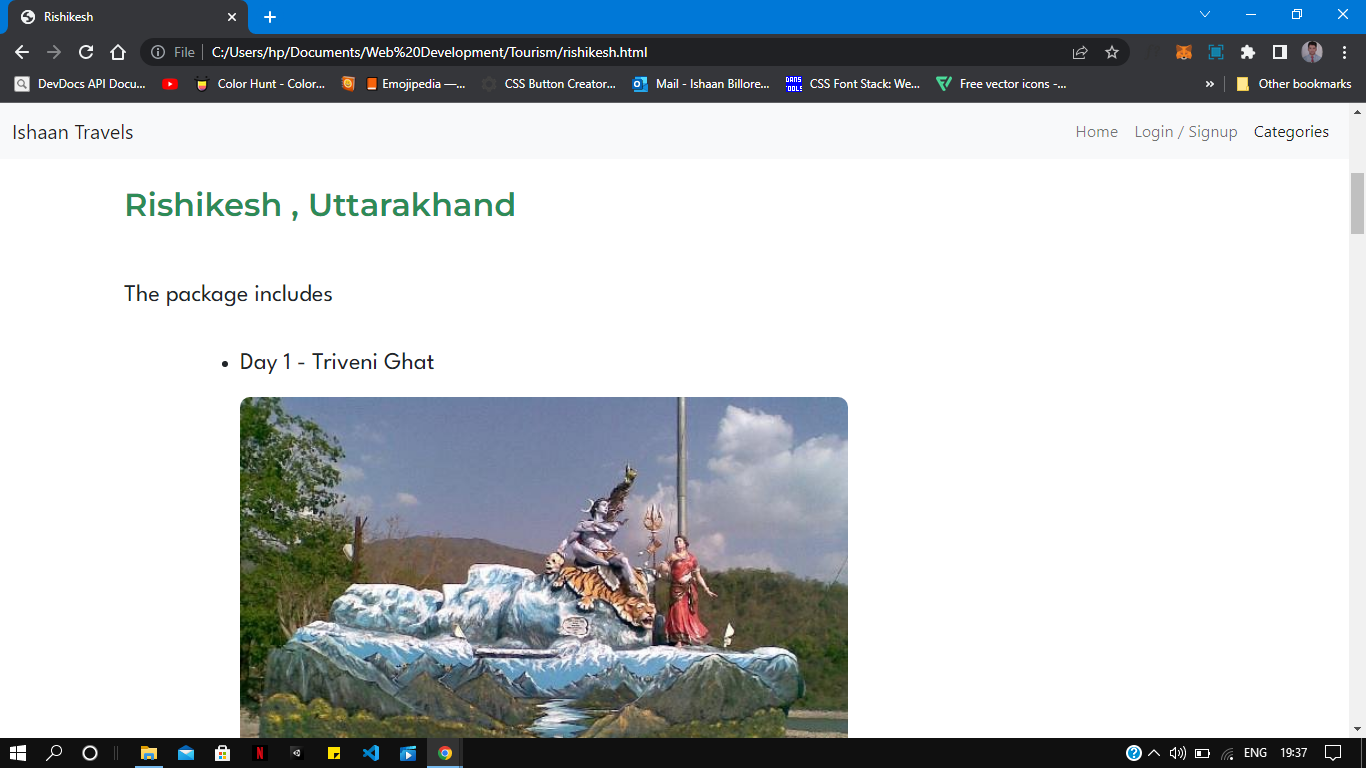 Rishikesh
File
C:/Users/hp/Documents/Web%20Development/Tourism/rishikesh.html
DevDocs API Docu...
Color Hunt - Color...
Emojipedia —...
CSS Button Creator...
Mail - Ishaan Billore...
DANS TOOLS
CSS Font Stack: We...
Free vector icons -...
»
Other bookmarks
Ishaan Travels
Home
Login / Signup
Categories
Rishikesh , Uttarakhand
The package includes
• Day 1 - Triveni Ghat
ENG
19:37